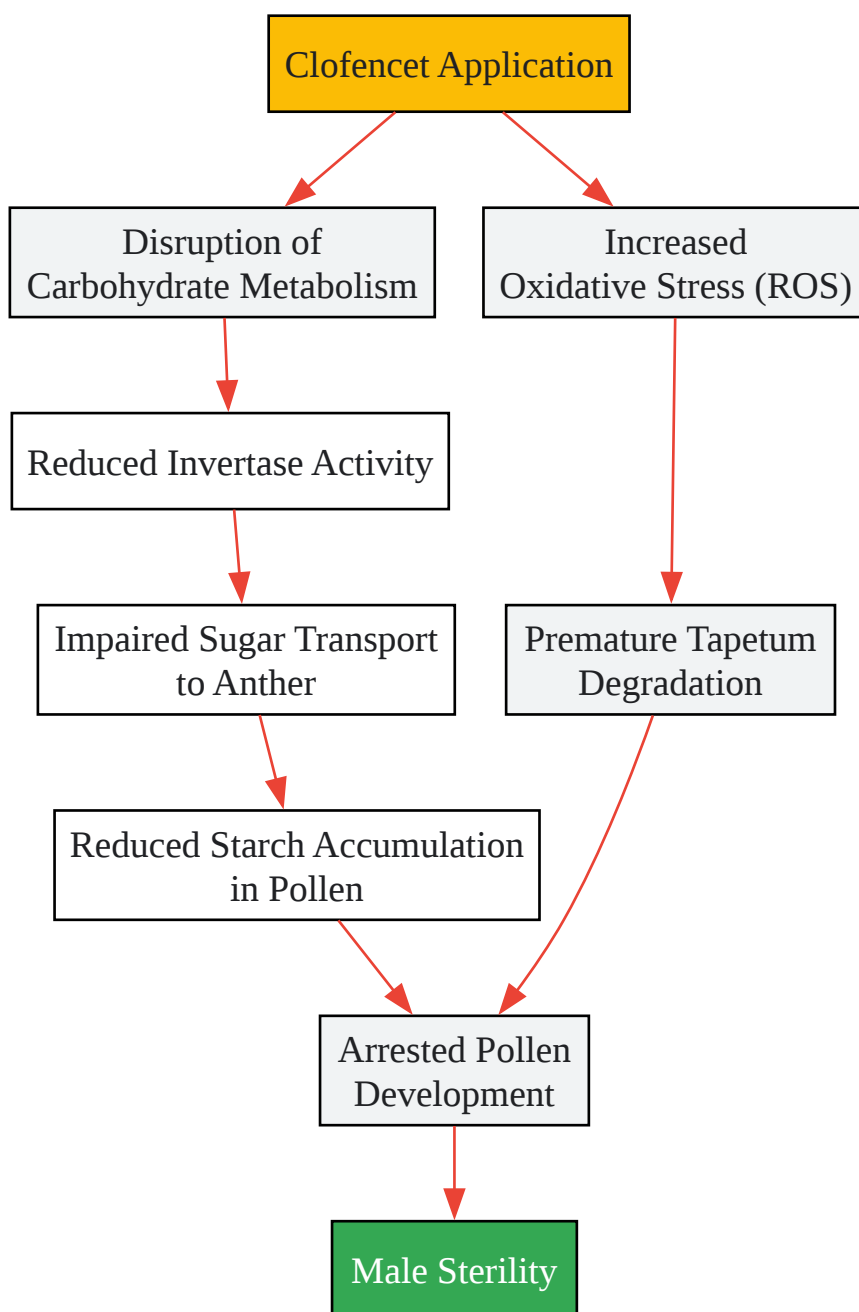 Clofencet Application
Disruption of
Carbohydrate Metabolism
Increased
Oxidative Stress (ROS)
Reduced Invertase Activity
Impaired Sugar Transport
to Anther
Premature Tapetum
Degradation
Reduced Starch Accumulation
in Pollen
Arrested Pollen
Development
Male Sterility